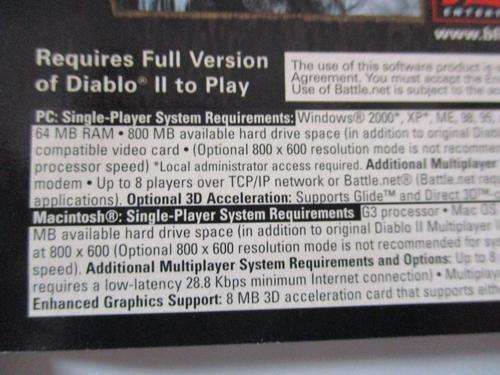 www.
Requires Full Version
of Diablo® II to Play
The use of this software product is
Agreement. You must accept the
Use of Battle.net is subject to the
PC: Single-Player System Requirements: Windows® 2000*, XP*, ME, 98, 95,
64 MB RAM • 800 MB available hard drive space (in addition to original
compatible video card • (Optional 800 x 600 resolution mode is not
processor speed) *Local administrator access required. Additional Multiplayer
modem • Up to 8 players over TCP/IP network or Battle.net® (Battle.net
applications). Optional 3D Acceleration: Supports Glide™ and Direct 3D™
Macintosh®: Single-Player System Requirements G3 processor • Mac OS
MB available hard drive space (in addition to original Diablo II Multiplayer
at 800 x 600 (Optional 800 x 600 resolution mode is not recommended for
speed). Additional Multiplayer System Requirements and Options: Up to 8
requires a low-latency 28.8 Kbps minimum Internet connection) •
Enhanced Graphics Support: 8 MB 3D acceleration card that supports